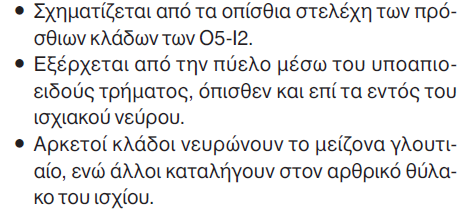 • Σχηματίζεται από τα οπίσθια στελέχη των πρό-
σθιων κλάδων των Ο5-Ι2.
• Εξέρχεται από την πύελο μέσω του υποαπιο-
ειδούς τρήματος, όπισθεν και επί τα εντός του
ισχιακού νεύρου.
• Αρκετοί κλάδοι νευρώνουν το μείζονα γλουτι-
αίο, ενώ άλλοι καταλήγουν στον αρθρικό θύλα-
κο του ισχίου.